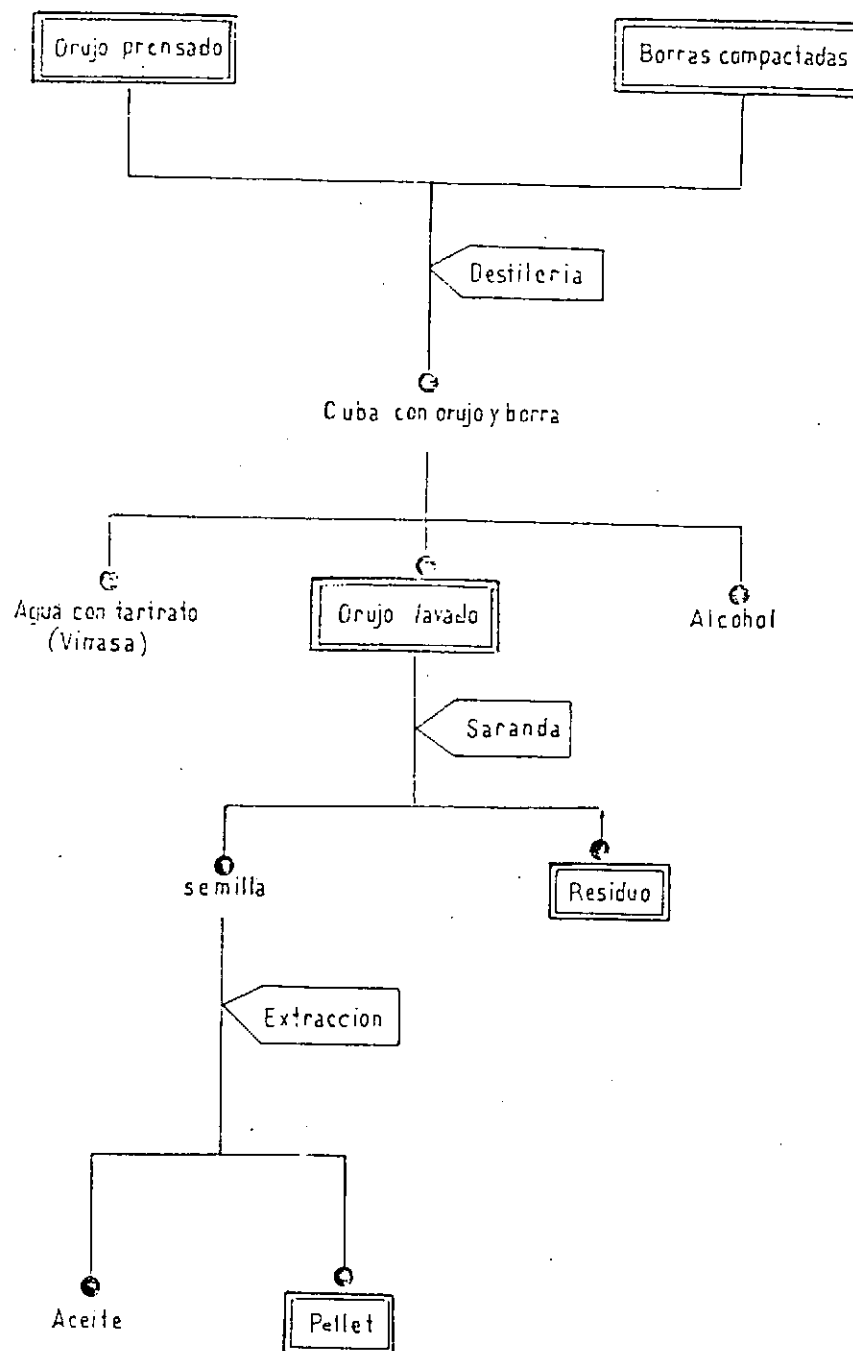 Orujo prensado
Borras compactadas
Destileria
Cuba con orujo y borra
Agua con tartrato
(Vinasa)
Orujo lavado
Alcohol
Saranda
semilla
Residuo
Extraccion
Aceite
Pellet